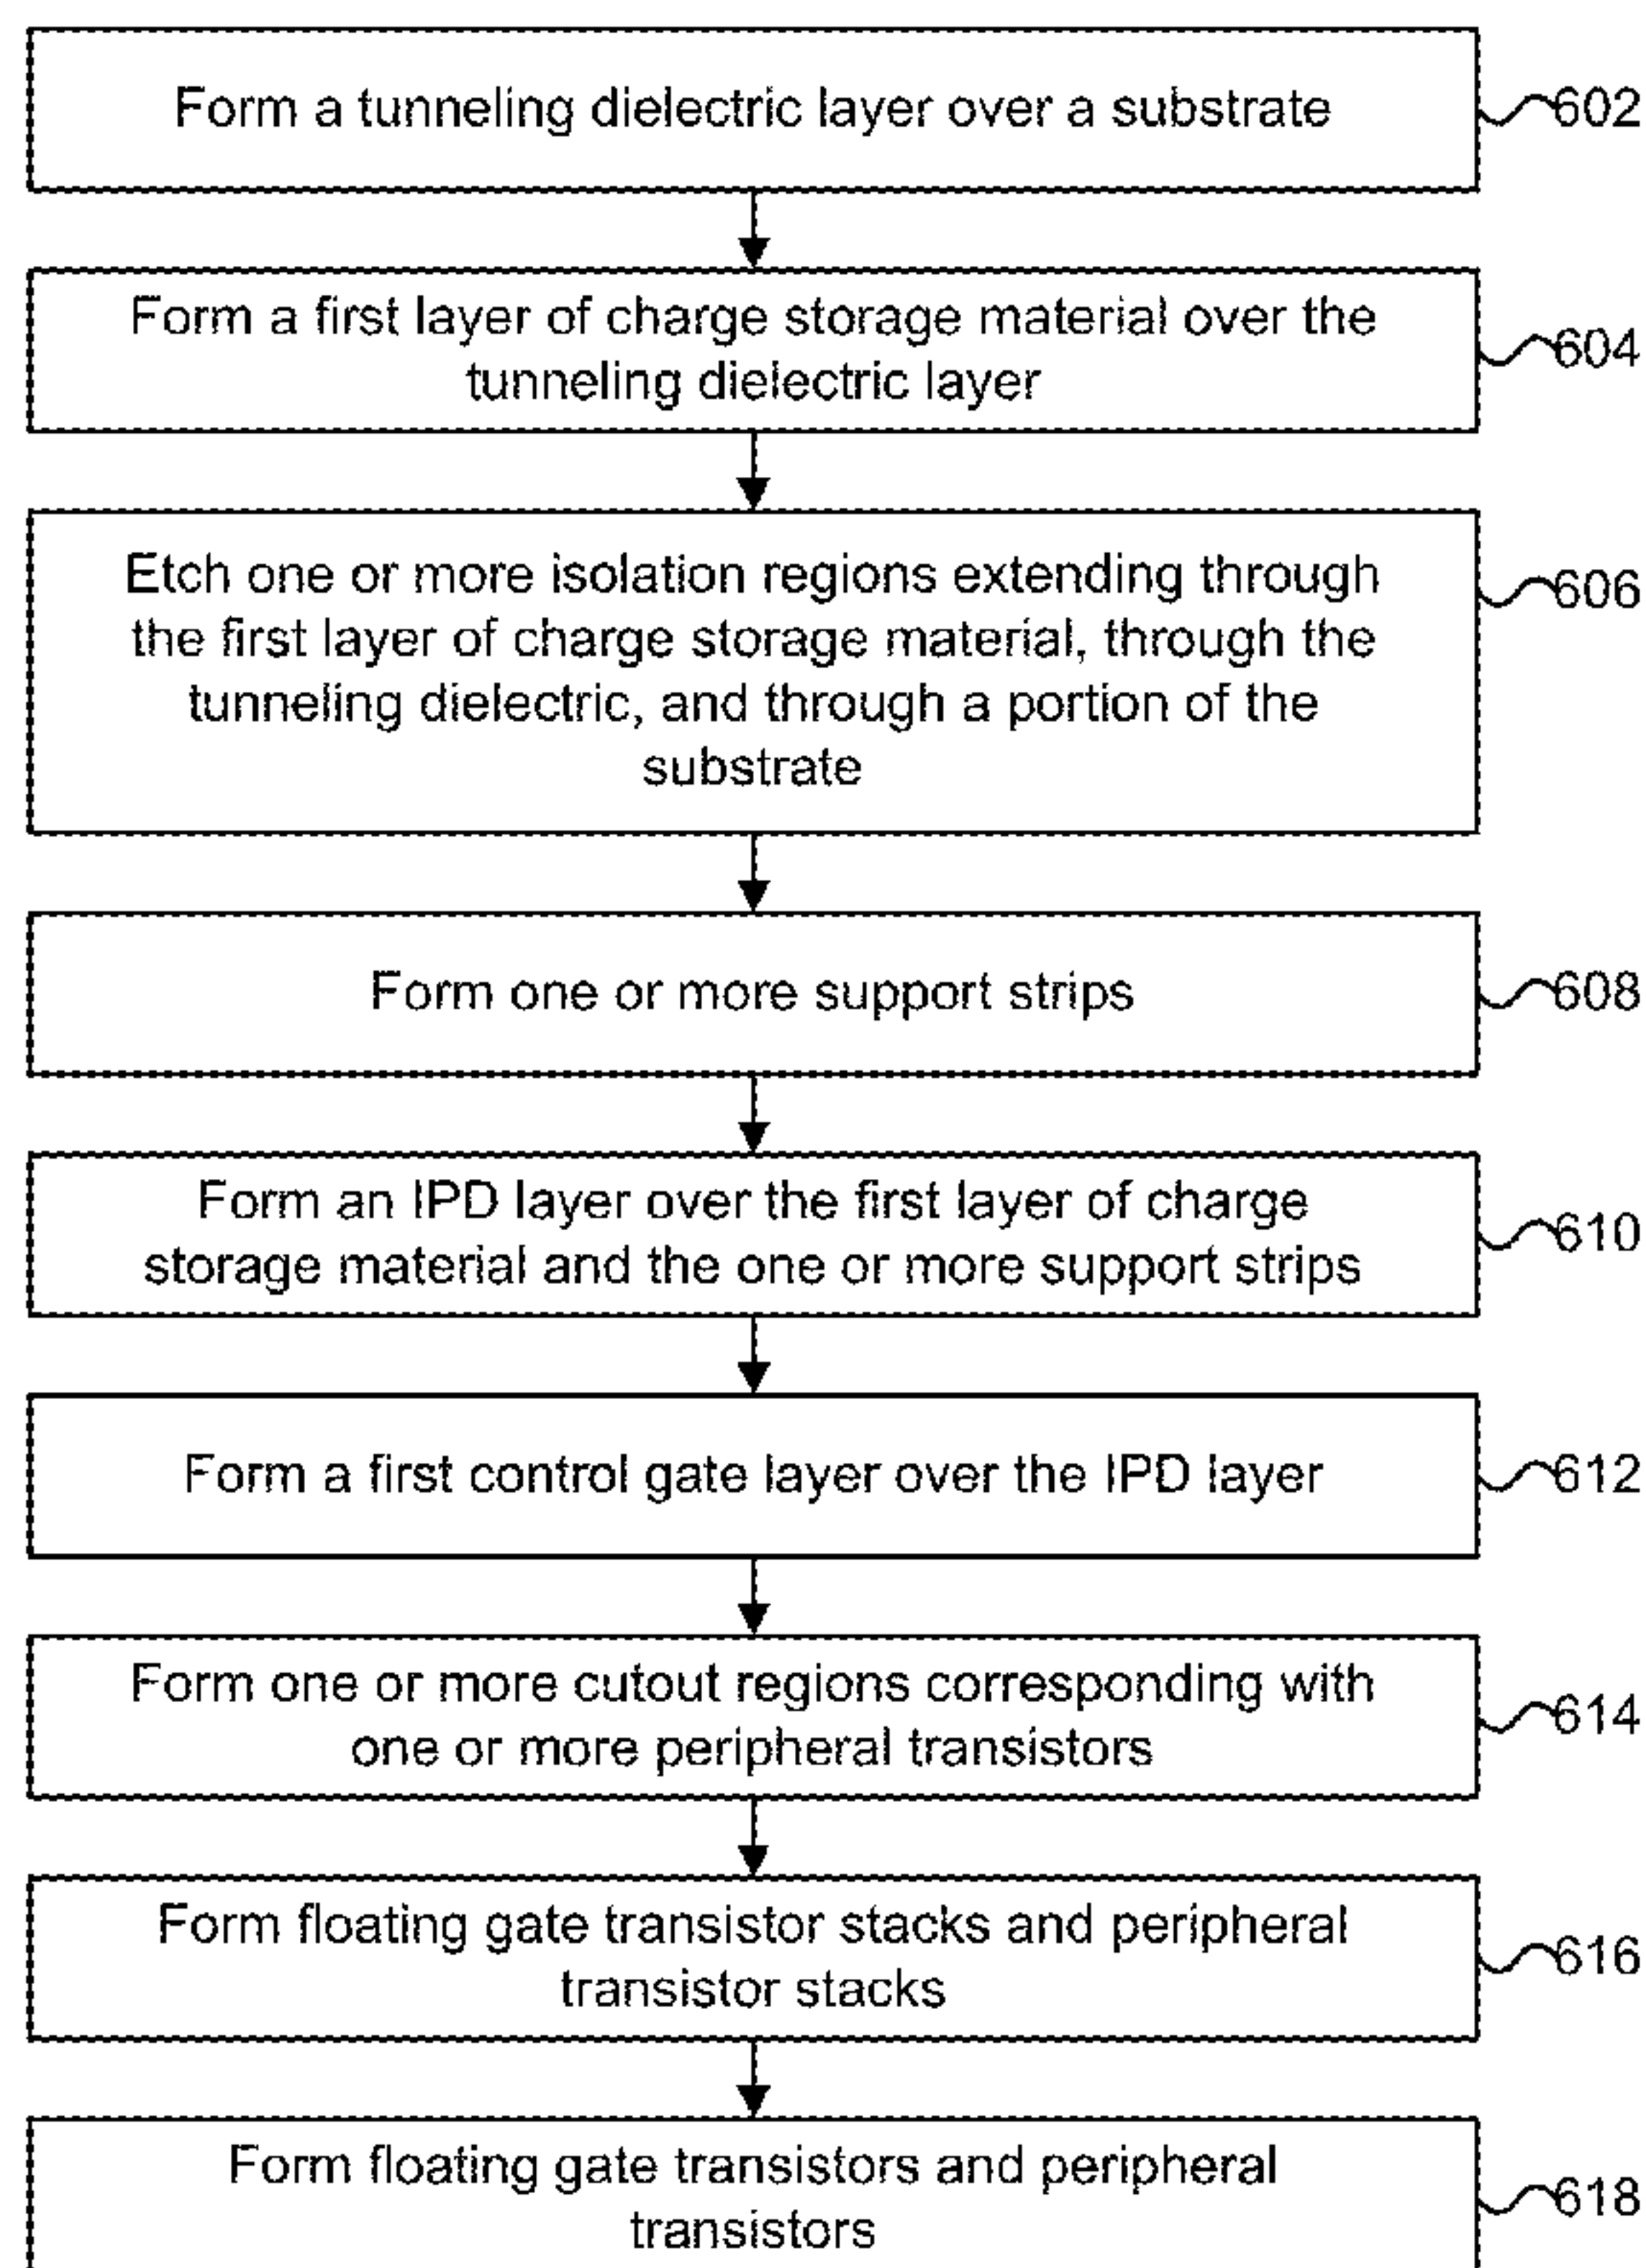 Form a tunneling dielectric layer over a substrate
602
Form a first layer of charge storage material over the
tunneling dielectric layer
604
Etch one or more isolation regions extending through
the first layer of charge storage material, through the
tunneling dielectric, and through a portion of the
substrate
606
Form one or more support strips
608
Form an IPD layer over the first layer of charge
storage material and the one or more support strips
610
Form a first control gate layer over the IPD layer
612
Form one or more cutout regions corresponding with
one or more peripheral transistors
614
Form floating gate transistor stacks and peripheral
transistor stacks
616
Form floating gate transistors and peripheral
transistors
618